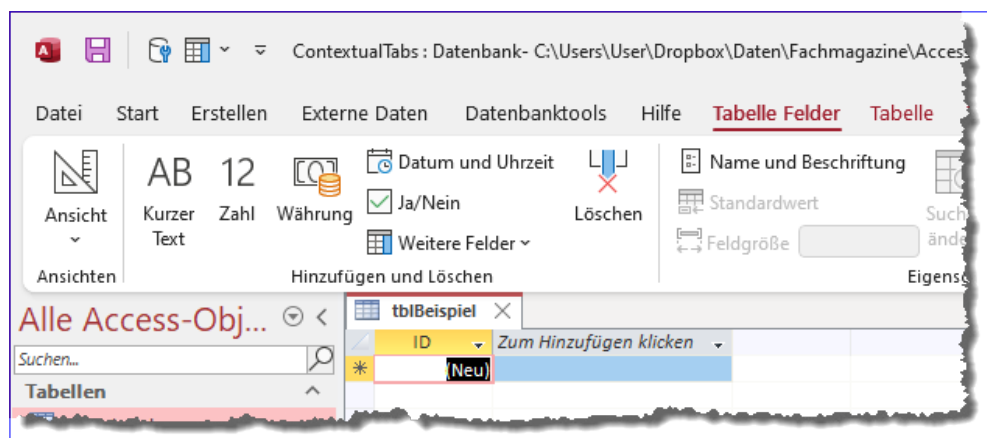 ContextualTabs : Datenbank- C:\Users\User\Dropbox\Daten\Fachmagazine\Access
Datei Start Erstellen Externe Daten Datenbanktools Hilfe Tabelle Felder Tabelle
AB 12 Datum und Uhrzeit Name und Beschriftung
Ansicht Kurzer Text Zahl Währung Ja/Nein Löschen Standardwert
Weitere Felder Feldgröße
Ansichten Hinzufügen und Löschen
Alle Access-Obj... tblBeispiel
ID Zum Hinzufügen klicken
Suchen...
(Neu)
Tabellen